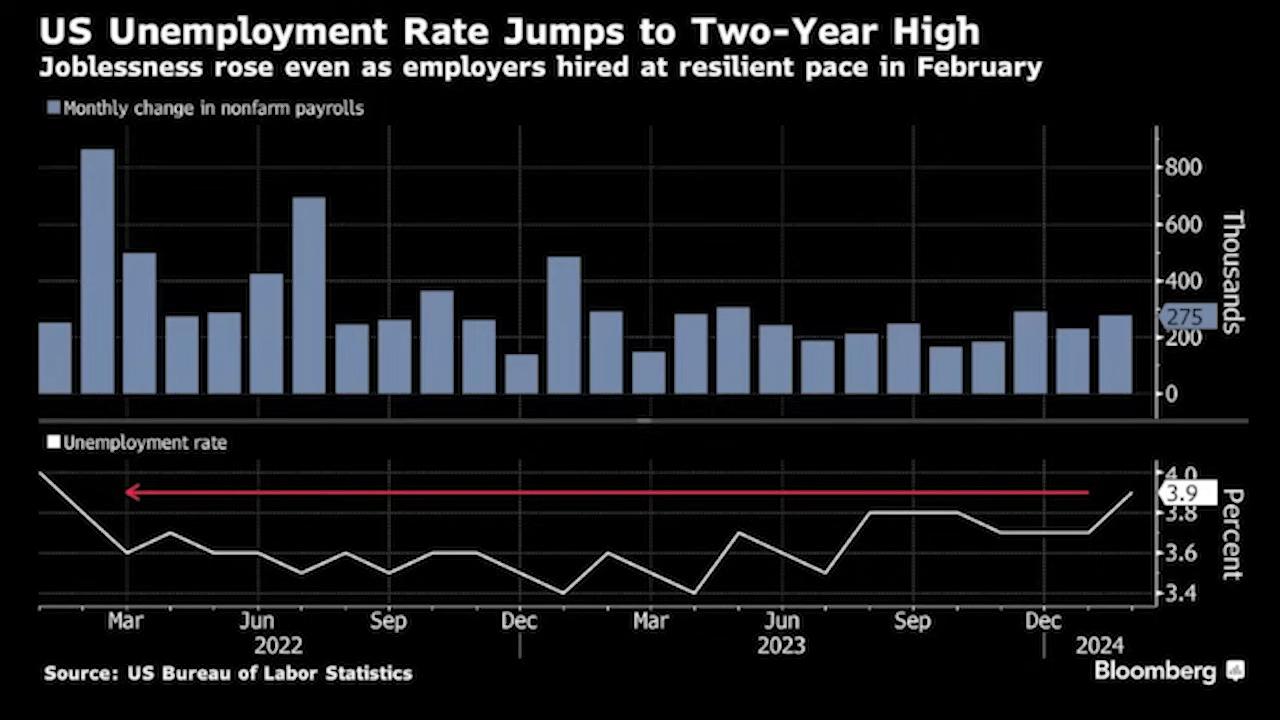 US Unemployment Rate Jumps to Two-Year High
Joblessness rose even as employers hired at resilient pace in February
Monthly change in nonfarm payrolls
800
600
400
275
200
0
Thousands
Unemployment rate
4.0
3.9
3.8
3.6
3.4
Percent
Mar Jun Sep Dec Mar Jun Sep Dec
2022 2023 2024
Source: US Bureau of Labor Statistics
Bloomberg